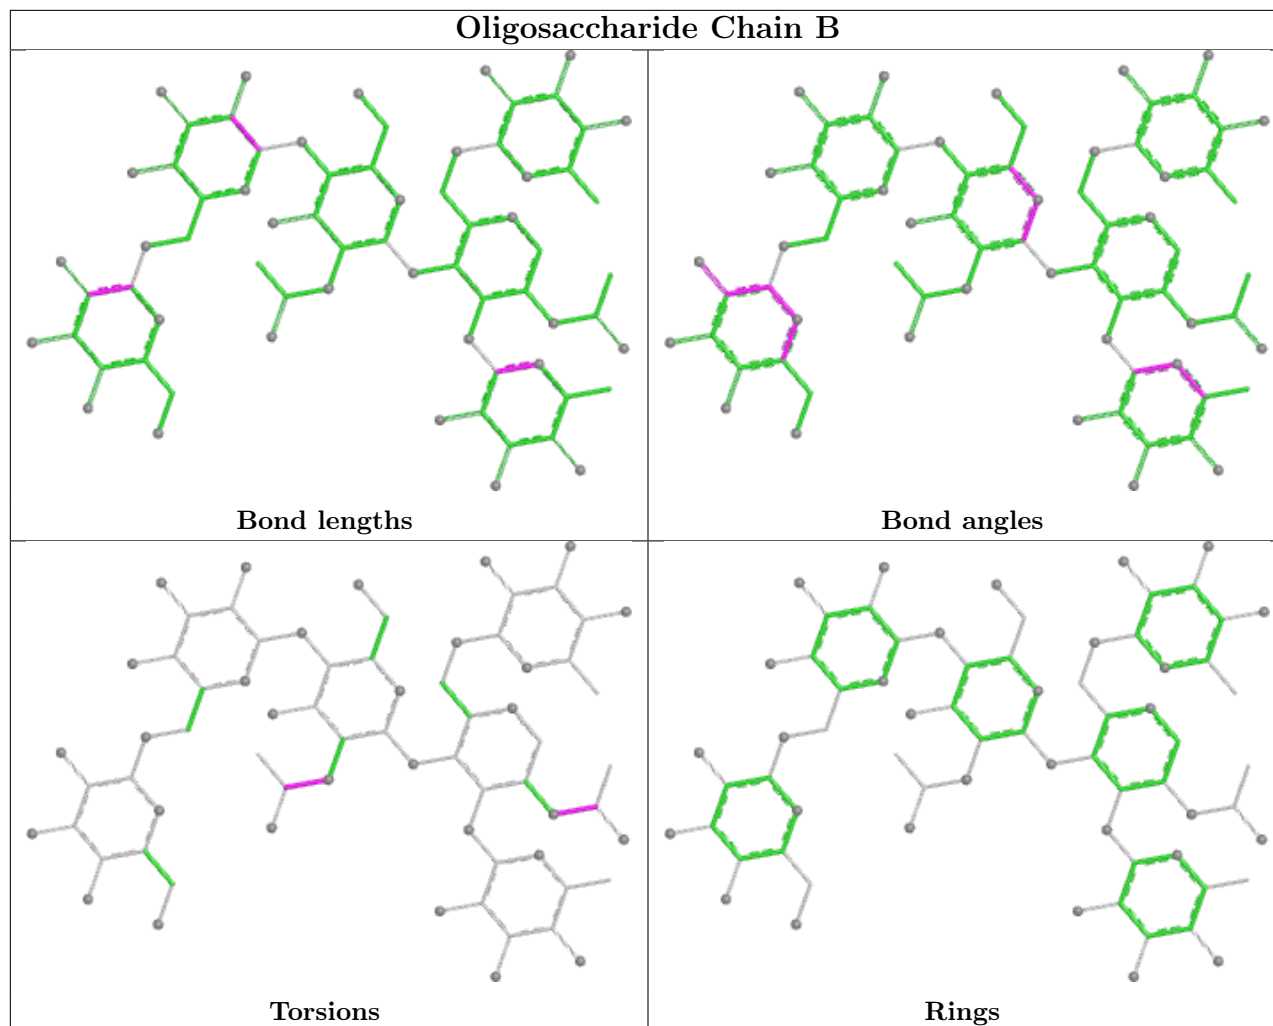 Oligosaccharide Chain B
Bond lengths
Bond angles
Torsions
Rings